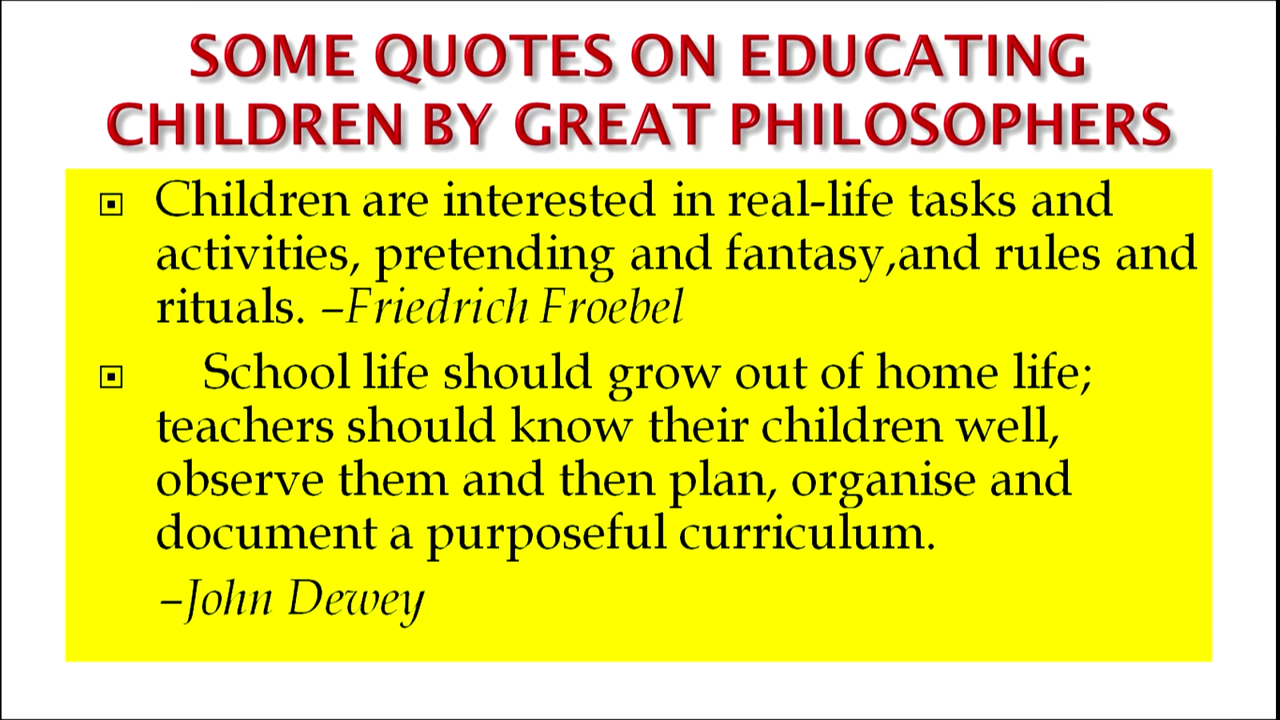 SOME QUOTES ON EDUCATING
CHILDREN BY GREAT PHILOSOPHERS
Children are interested in real-life tasks and
activities, pretending and fantasy,and rules and
rituals. –Friedrich Froebel
School life should grow out of home life;
teachers should know their children well,
observe them and then plan, organise and
document a purposeful curriculum.
–John Dewey